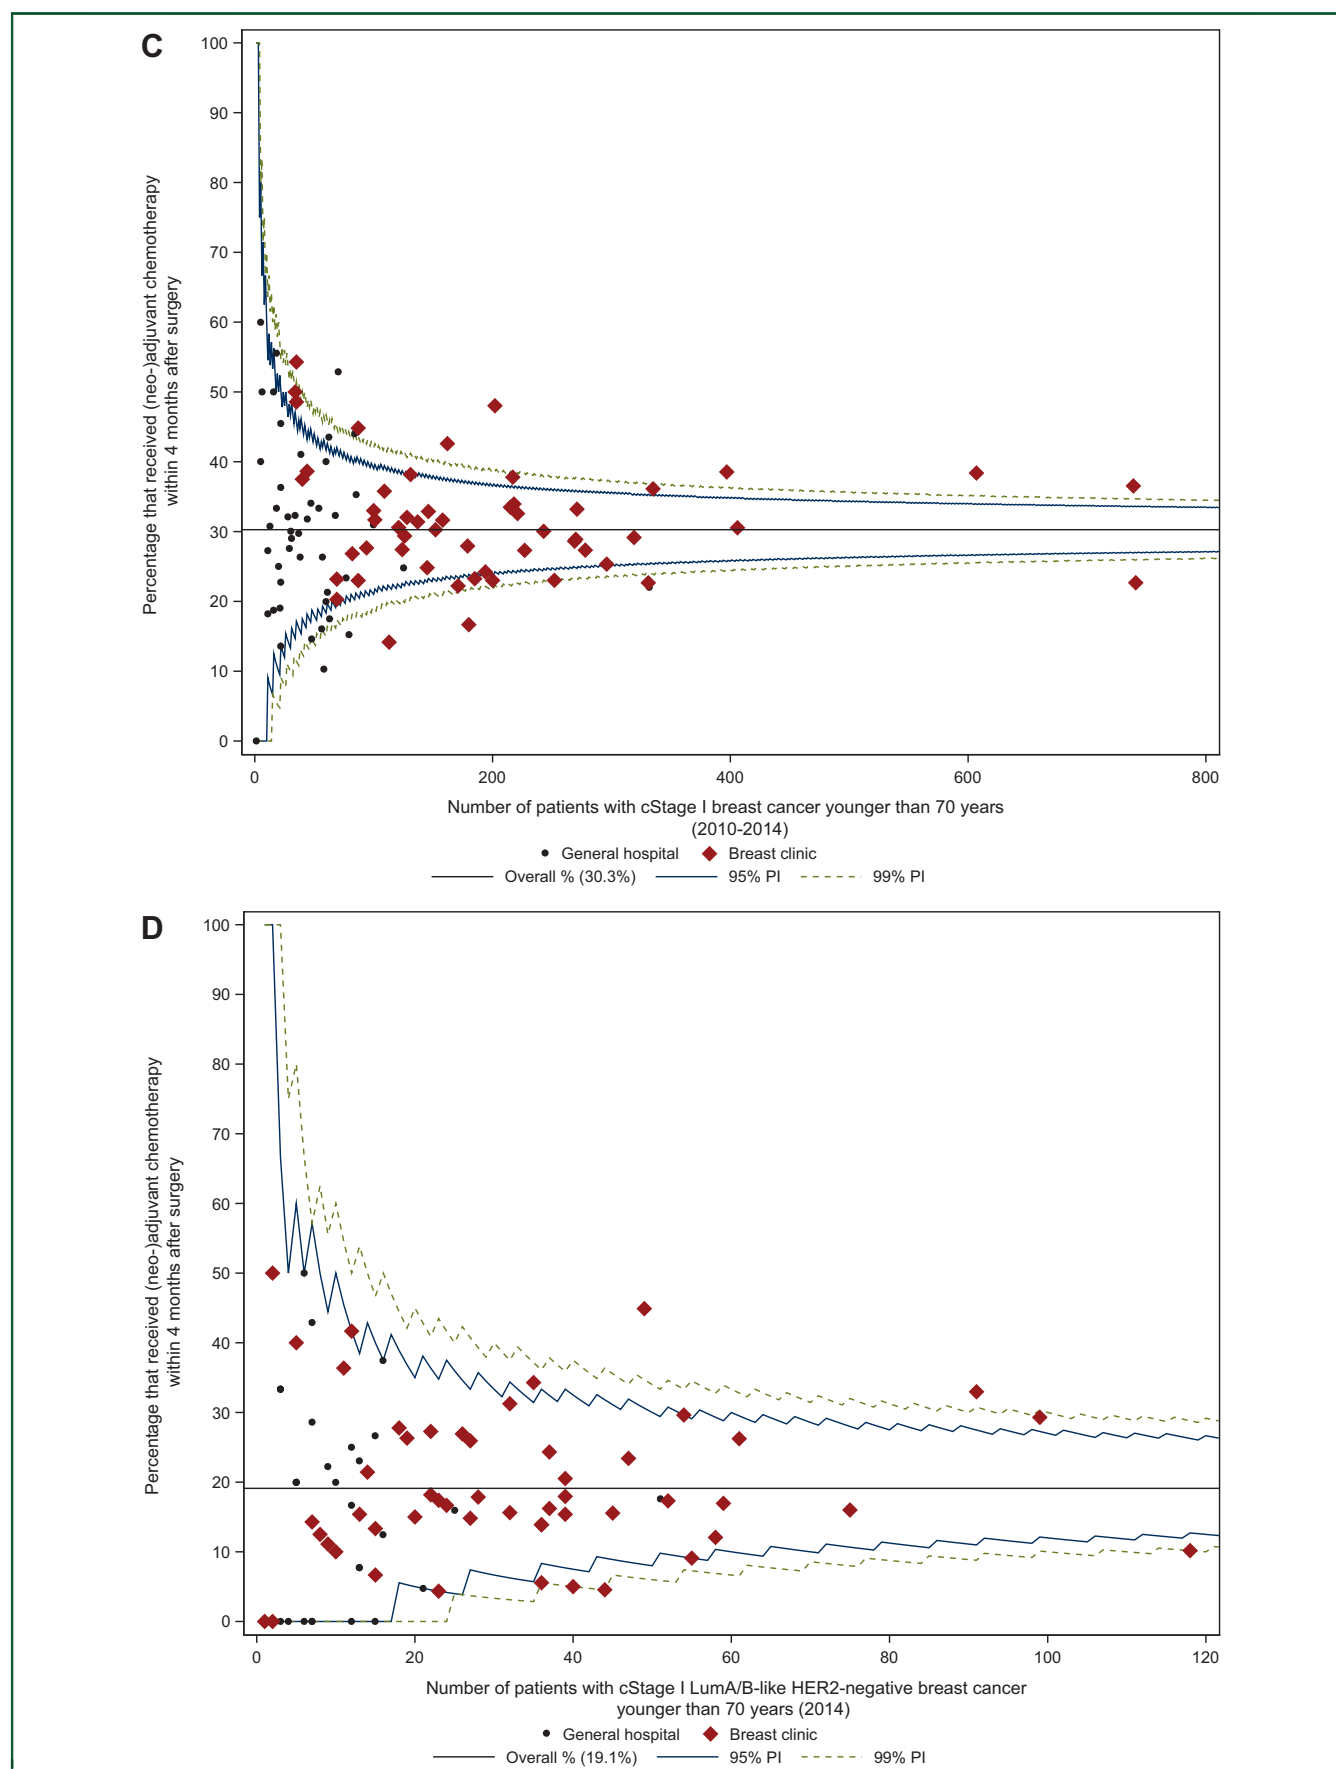 C
Percentage that received (neo-)adjuvant chemotherapy
within 4 months after surgery
100
90
80
70
60
50
40
30
20
10
0
0 200 400 600 800
Number of patients with cStage I breast cancer younger than 70 years
(2010-2014)
General hospital Breast clinic
Overall % (30.3%) 95% PI 99% PI
D
Percentage that received (neo-)adjuvant chemotherapy
within 4 months after surgery
100
90
80
70
60
50
40
30
20
10
0
0 20 40 60 80 100 120
Number of patients with cStage I LumA/B-like HER2-negative breast cancer
younger than 70 years (2014)
General hospital Breast clinic
Overall % (19.1%) 95% PI 99% PI